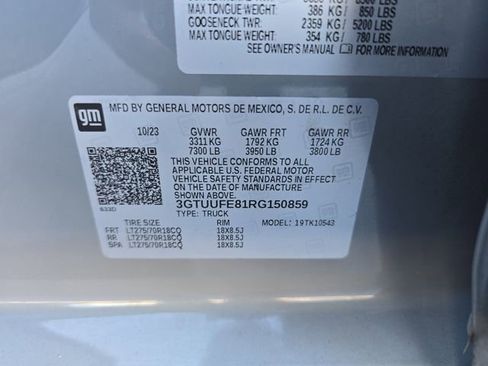 MAX TONGUE WEIGHT:
386 KG / 850 LBS
GOOSENECK TWR:
2359 KG / 5200 LBS
MAX TONGUE WEIGHT:
354 KG / 780 LBS
SEE OWNER'S MANUAL FOR MORE INFORMATION
gm
MFD BY GENERAL MOTORS DE MEXICO, S. DE R.L. DE C.V.
10/23 GVWR GAWR FRT GAWR RR
3311 KG 1792 KG 1724 KG
7300 LB 3950 LB 3800 LB
THIS VEHICLE CONFORMS TO ALL
APPLICABLE U.S. FEDERAL MOTOR
VEHICLE SAFETY STANDARDS IN
EFFECT ON THE DATE OF MANUFACTURE
SHOWN ABOVE.
3GTUUFE81RG150859
TYPE: TRUCK MODEL: 19TK10543
TIRE SIZE RIM
FRT LT275/70R18CQ 18X8.5J
RR LT275/70R18CQ 18X8.5J
SPA LT275/70R18CQ 18X8.5J